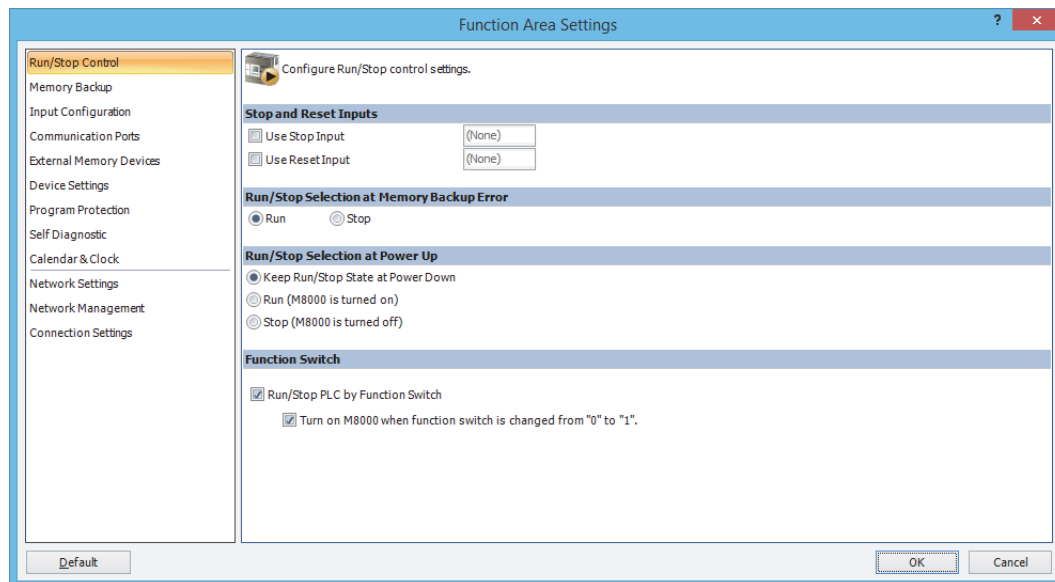 Function Area Settings
?
×
Run/Stop Control
Memory Backup
Input Configuration
Communication Ports
External Memory Devices
Device Settings
Program Protection
Self Diagnostic
Calendar & Clock
Network Settings
Network Management
Connection Settings
Configure Run/Stop control settings.
Stop and Reset Inputs
Use Stop Input (None)
Use Reset Input (None)
Run/Stop Selection at Memory Backup Error
Run Stop
Run/Stop Selection at Power Up
Keep Run/Stop State at Power Down
Run (M8000 is turned on)
Stop (M8000 is turned off)
Function Switch
Run/Stop PLC by Function Switch
Turn on M8000 when function switch is changed from "0" to "1".
Default OK Cancel